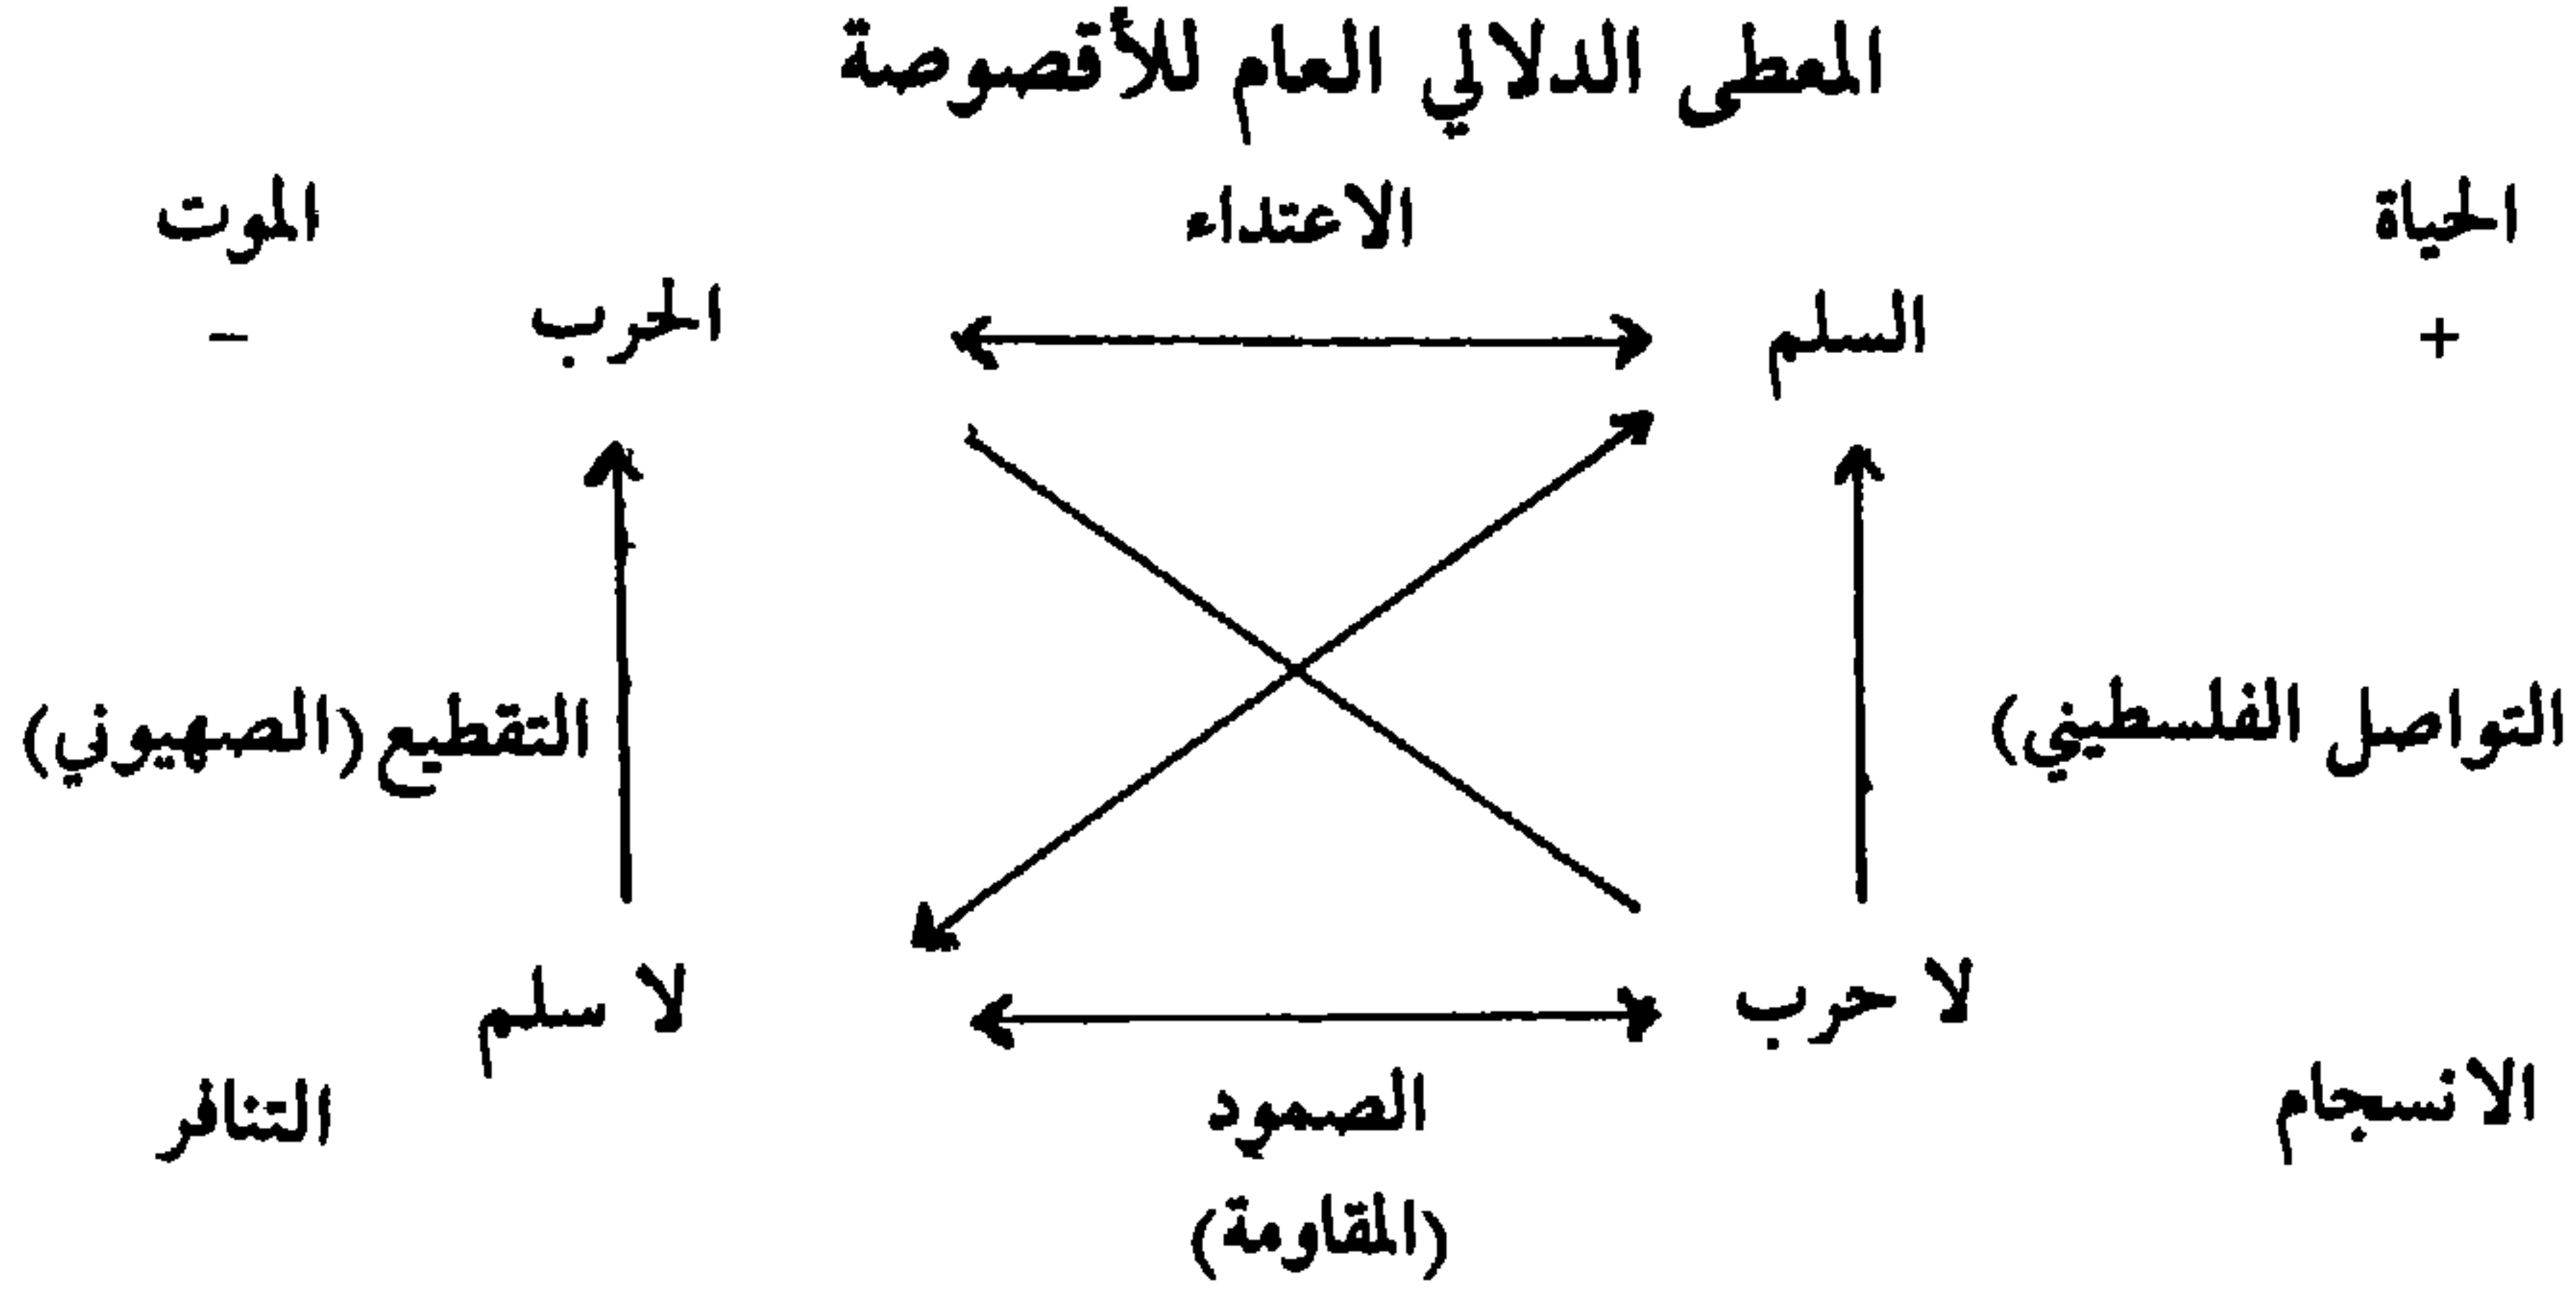 المعطى الدلالي العام للأقصوصة
الحياة الاعتداء الموت
+ السلم الحرب –
التواصل الفلسطيني) التقطيع (الصهيوني)
لا حرب لا سلم
الانسجام الصمود التنافر
(المقاومة)